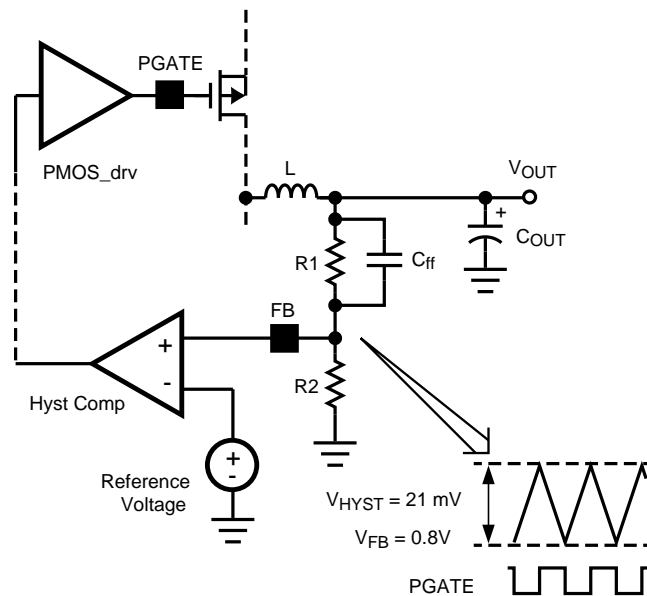 PGATE
PMOS_drv
L
VOUT
+
COUT
R1
Cff
FB
+
-
Hyst Comp
R2
+
-
Reference
Voltage
VHYST = 21 mV
VFB = 0.8V
PGATE